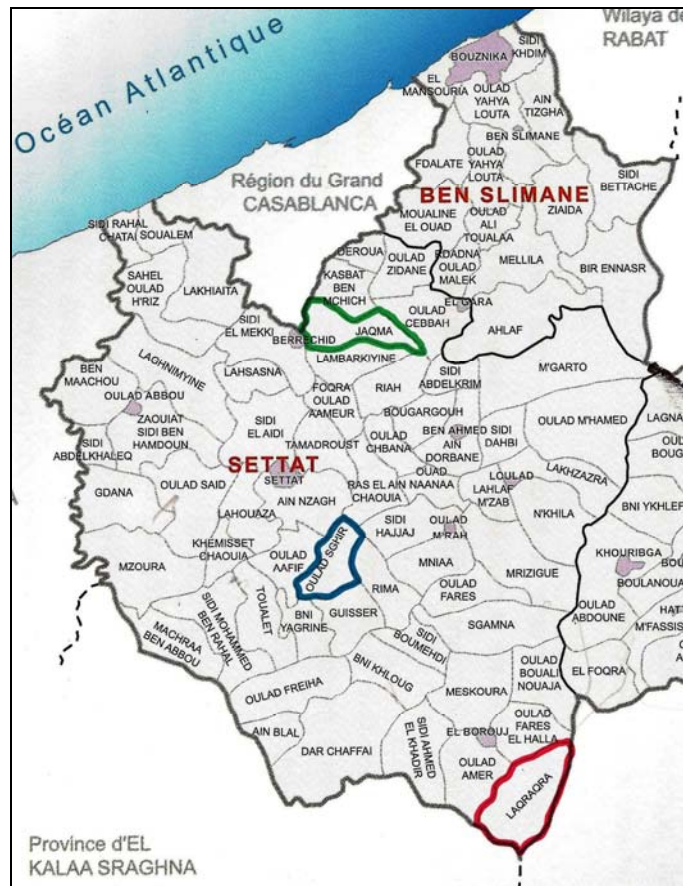 Wilaya de
RABAT
Océan Atlantique
BOUZNIKA
SIDI
KHDIM
EL
MANSOURIA
OULAD
YAHYA
LOUTA
AIN
TIZGHA
BEN SLIMANE
FDALATE
OULAD
YAHYA
LOUTA
SIDI
BETTACHE
Région du Grand
CASABLANCA
BEN SLIMANE
ZIAIDA
MOUALINE
EL OUAD
OULAD
ALI
TOUALAA
SIDI RAHAL
CHATAI
SOUALEM
DEROUA
OULAD
ZIDANE
RDADNA
OULAD
MALEK
MELLILA
BIR ENNASR
SAHEL
OULAD
H'RIZ
LAKHIAITA
KASBAT
BEN
MCHICH
SIDI
EL MEKKI
BERRECHID
JAQMA
OULAD
CEBBAH
EL GARA
AHLAF
LAMBARKIYINE
BEN
MAACHOU
LAGHNIMYINE
LAHSASNA
FOQRA
OULAD
AAMEUR
RIAH
SIDI
ABDELKRIM
M'GARTO
OULAD ABBOU
ZAOUIAT
SIDI BEN
HAMDOUN
SIDI
EL AIDI
TAMADROUST
BOUGARGOUH
OULAD
CHBANA
BEN AHMED
AIN
DORBANE
SIDI
DAHBI
OULAD M'HAMED
LAGNA
OUL
BOUG
SIDI
ABDELKHALEQ
SETTAT
SETTAT
GDANA
OULAD SAID
AIN NZAGH
RAS EL AIN
CHAOUIA
OUAD
NAANAA
LOULAD
LAHLAF
M'ZAB
LAKHZAZRA
BNI YKHLEF
LAHOUAZA
SIDI
HAJJAJ
OULAD
M'RAH
N'KHILA
KHEMISSET
CHAOUIA
OULAD
AAFIF
OULAD SGHIR
KHOURIBGA
BOU
BOULANOUA
MZOURA
TOUALET
RIMA
MNIAA
OULAD
FARES
MRIZIGUE
OULAD
ABDOUNE
HATT
M'FASSIS
MACHRAA
BEN ABBOU
SIDI MOHAMMED
BEN RAHAL
BNI
YAGRINE
GUISSER
SIDI
BOUMEHDI
SGAMNA
OULAD FREIHA
BNI KHLOUG
MESKOURA
OULAD
BOUALI
NOUAJA
EL FOQRA
AIN BLAL
DAR CHAFFAI
SIDI AHMED
EL KHADIR
EL BOROUJ
OULAD
FARES
EL HALLA
OULAD
AMER
LAQRAQRA
Province d'EL
KALAA SRAGHNA